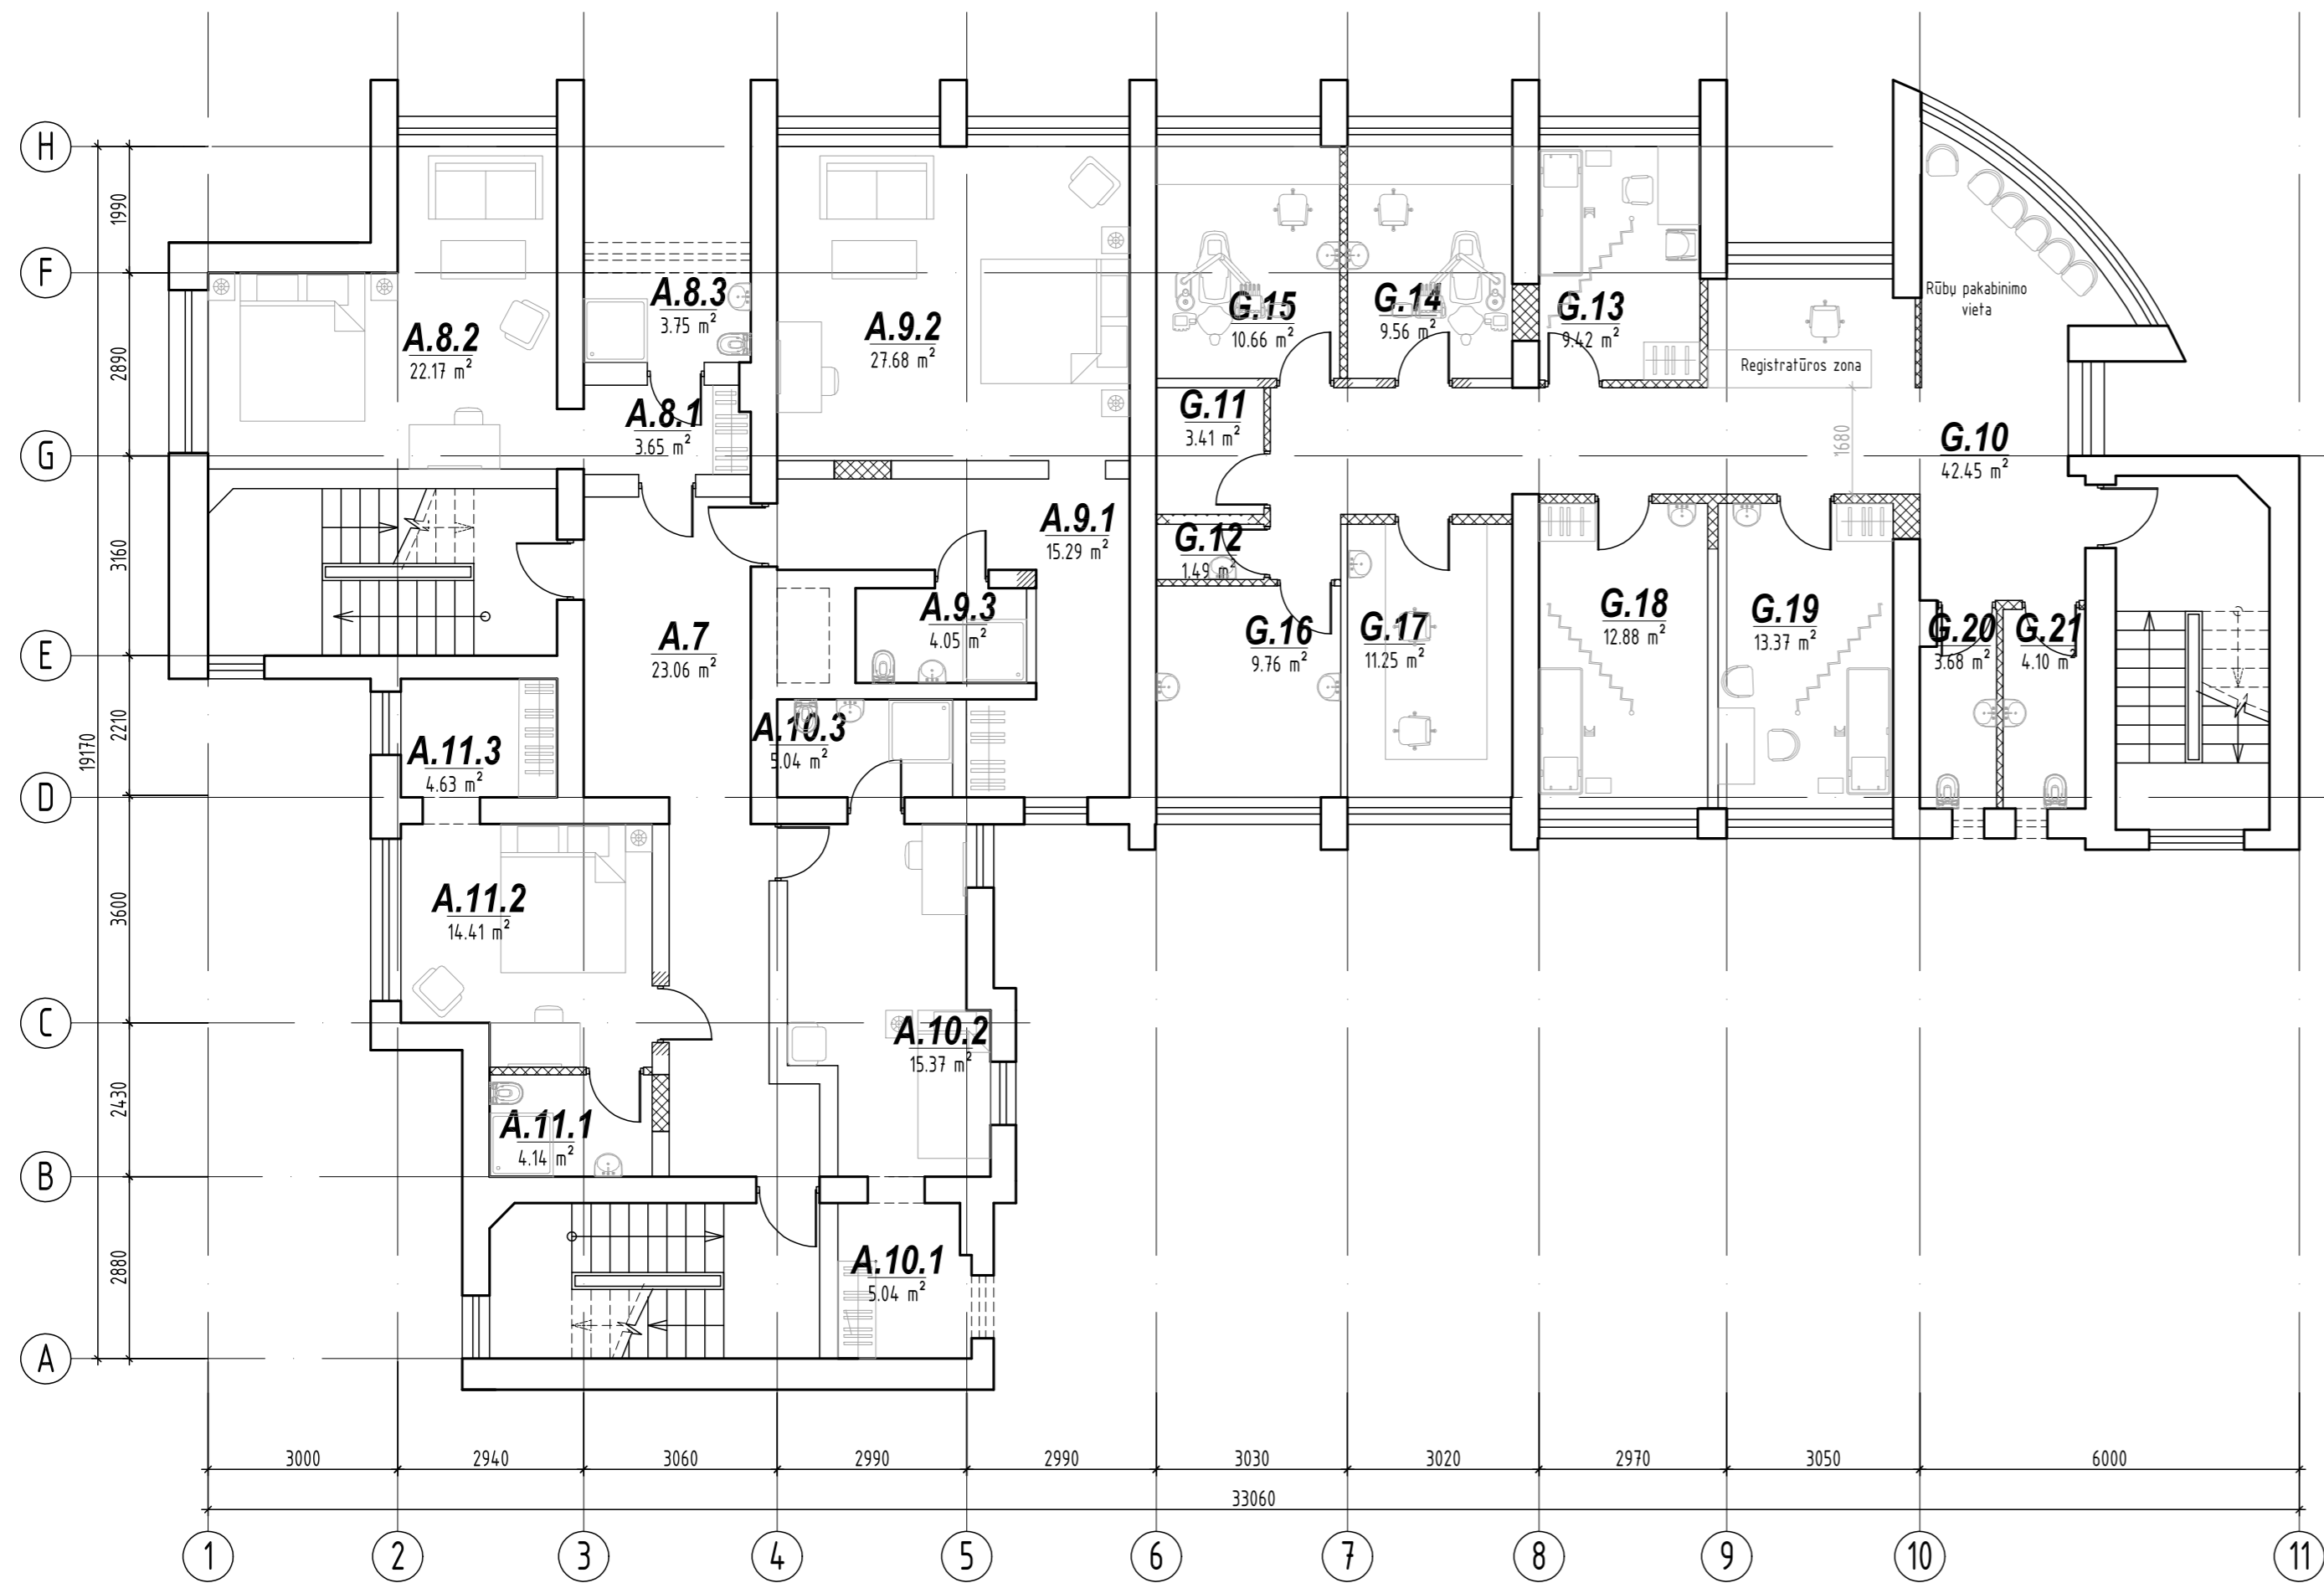 H
F
G
E
D
C
B
A
1990
2890
3160
2210
3600
2430
2880
19170
A.8.2
22.17 m²
A.8.3
3.75 m²
A.8.1
3.65 m²
A.9.2
27.68 m²
G.15
10.66 m²
G.14
9.56 m²
G.13
9.42 m²
Rūbų pakabinimo
vieta
Registratūros zona
1680
G.11
3.41 m²
G.10
42.45 m²
G.12
1.49 m²
A.9.1
15.29 m²
A.7
23.06 m²
A.9.3
4.05 m²
G.16
9.76 m²
G.17
11.25 m²
G.18
12.88 m²
G.19
13.37 m²
G.20
3.68 m²
G.21
4.10 m²
A.11.3
4.63 m²
A.10.3
5.04 m²
A.11.2
14.41 m²
A.10.2
15.37 m²
A.11.1
4.14 m²
A.10.1
5.04 m²
3000
2940
3060
2990
2990
3030
3020
2970
3050
6000
33060
1
2
3
4
5
6
7
8
9
10
11